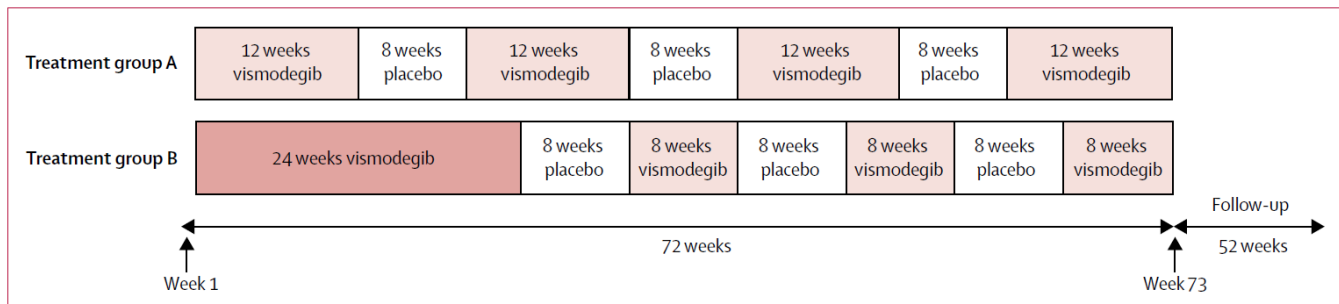 Treatment group A
12 weeks
vismodegib
8 weeks
placebo
12 weeks
vismodegib
8 weeks
placebo
12 weeks
vismodegib
8 weeks
placebo
12 weeks
vismodegib
Treatment group B
24 weeks vismodegib
8 weeks
placebo
8 weeks
vismodegib
8 weeks
placebo
8 weeks
vismodegib
8 weeks
placebo
8 weeks
vismodegib
Follow-up
72 weeks
52 weeks
Week 1
Week 73